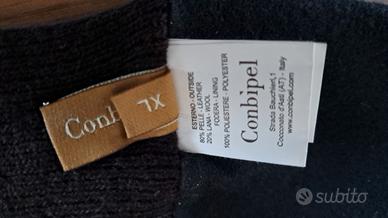 Conb
XL
ESTERNO - OUTSIDE
80% PELLE - LEATHER
20% LANA - WOOL
FODERA - LINING
100% POLIESTERE - POLYESTER
Conbipel
Strada Bauchieri,1
Cocconato d'Asti (AT) - Italy
www.conbipel.com
subito